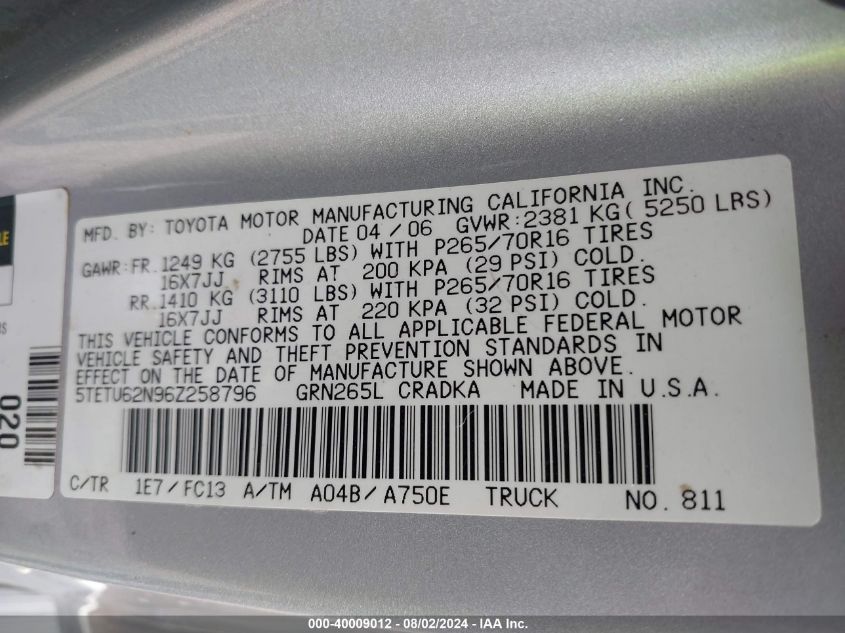 MFD. BY: TOYOTA MOTOR MANUFACTURING CALIFORNIA INC.
DATE 04 / 06 GVWR: 2381 KG ( 5250 LBS)
GAWR: FR. 1249 KG (2755 LBS) WITH P265/70R16 TIRES
16X7JJ RIMS AT 200 KPA (29 PSI) COLD.
RR. 1410 KG (3110 LBS) WITH P265/70R16 TIRES
16X7JJ RIMS AT 220 KPA (32 PSI) COLD.
THIS VEHICLE CONFORMS TO ALL APPLICABLE FEDERAL MOTOR
VEHICLE SAFETY AND THEFT PREVENTION STANDARDS IN
EFFECT ON THE DATE OF MANUFACTURE SHOWN ABOVE.
5TETU62N96Z258796 GRN265L CRADKA MADE IN U.S.A.
C/TR 1E7 / FC13 A/TM A04B / A750E TRUCK NO. 811
020
000-40009012 - 08/02/2024 - IAA Inc.